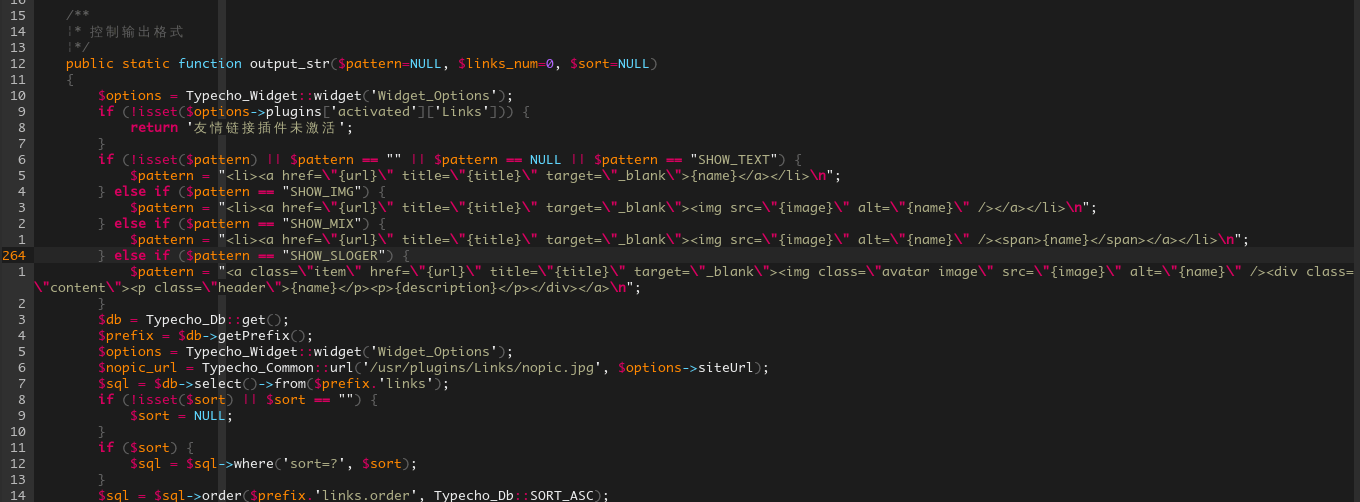 16
15 /**
14 * 控制输出格式
13 */
12 public static function output_str($pattern=NULL, $links_num=0, $sort=NULL)
11 {
10 $options = Typecho_Widget::widget('Widget_Options');
9 if (!isset($options->plugins['activated']['Links'])) {
8 return '友情链接插件未激活';
7 }
6 if (!isset($pattern) || $pattern == "" || $pattern == NULL || $pattern == "SHOW_TEXT") {
5 $pattern = "<li><a href=\"{url}\" title=\"{title}\" target=\"_blank\">{name}</a></li>\n";
4 } else if ($pattern == "SHOW_IMG") {
3 $pattern = "<li><a href=\"{url}\" title=\"{title}\" target=\"_blank\"><img src=\"{image}\" alt=\"{name}\" /></a></li>\n";
2 } else if ($pattern == "SHOW_MIX") {
1 $pattern = "<li><a href=\"{url}\" title=\"{title}\" target=\"_blank\"><img src=\"{image}\" alt=\"{name}\" /><span>{name}</span></a></li>\n";
264 } else if ($pattern == "SHOW_SLOGER") {
1 $pattern = "<a class=\"item\" href=\"{url}\" title=\"{title}\" target=\"_blank\"><img class=\"avatar image\" src=\"{image}\" alt=\"{name}\" /><div class=
\"content\"><p class=\"header\">{name}</p><p>{description}</p></div></a>\n";
2 }
3 $db = Typecho_Db::get();
4 $prefix = $db->getPrefix();
5 $options = Typecho_Widget::widget('Widget_Options');
6 $nopic_url = Typecho_Common::url('/usr/plugins/Links/nopic.jpg', $options->siteUrl);
7 $sql = $db->select()->from($prefix.'links');
8 if (!isset($sort) || $sort == "") {
9 $sort = NULL;
10 }
11 if ($sort) {
12 $sql = $sql->where('sort=?', $sort);
13 }
14 $sql = $sql->order($prefix.'links.order', Typecho_Db::SORT_ASC);